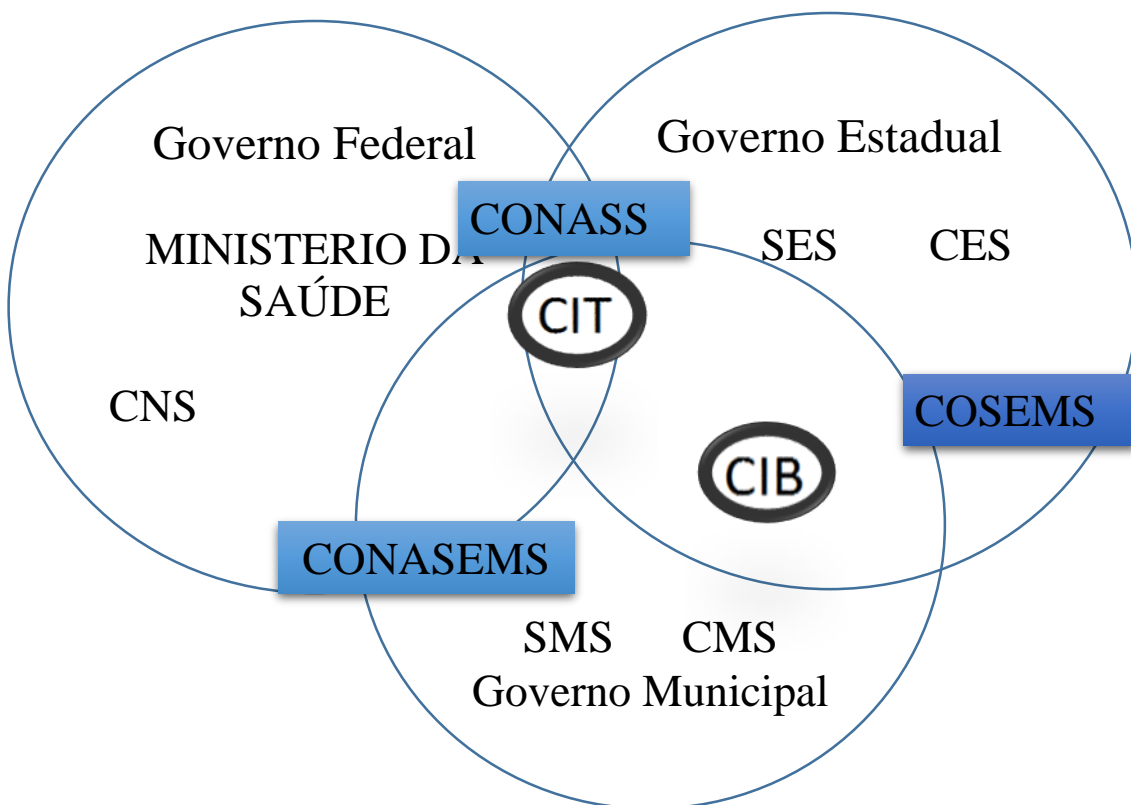 Governo Federal
Governo Estadual
CONASS
MINISTERIO DA
SAÚDE
SES
CES
CIT
CNS
COSEMS
CIB
CONASEMS
SMS
CMS
Governo Municipal